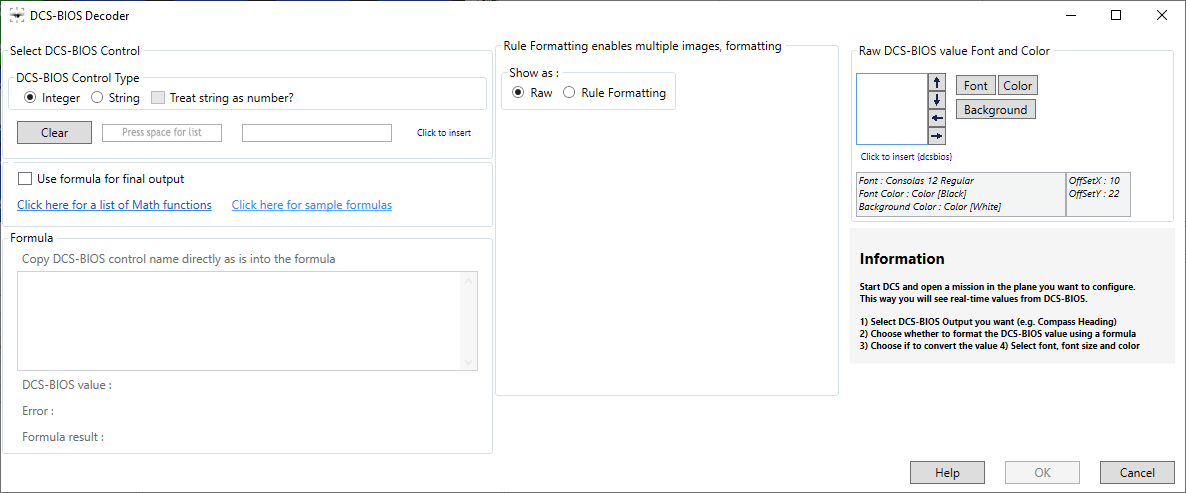 DCS-BIOS Decoder
Select DCS-BIOS Control
DCS-BIOS Control Type
Integer
String
Treat string as number?
Clear
Press space for list
Click to insert
Use formula for final output
Click here for a list of Math functions
Click here for sample formulas
Formula
Copy DCS-BIOS control name directly as is into the formula
DCS-BIOS value :
Error :
Formula result :
Rule Formatting enables multiple images, formatting
Show as :
Raw
Rule Formatting
Raw DCS-BIOS value Font and Color
Font
Color
Background
Click to insert {dcsbios}
Font : Consolas 12 Regular
Font Color : Color [Black]
Background Color : Color [White]
OffSetX : 10
OffSetY : 22
Information
Start DCS and open a mission in the plane you want to configure.
This way you will see real-time values from DCS-BIOS.
1) Select DCS-BIOS Output you want (e.g. Compass Heading)
2) Choose whether to format the DCS-BIOS value using a formula
3) Choose if to convert the value 4) Select font, font size and color
Help
OK
Cancel